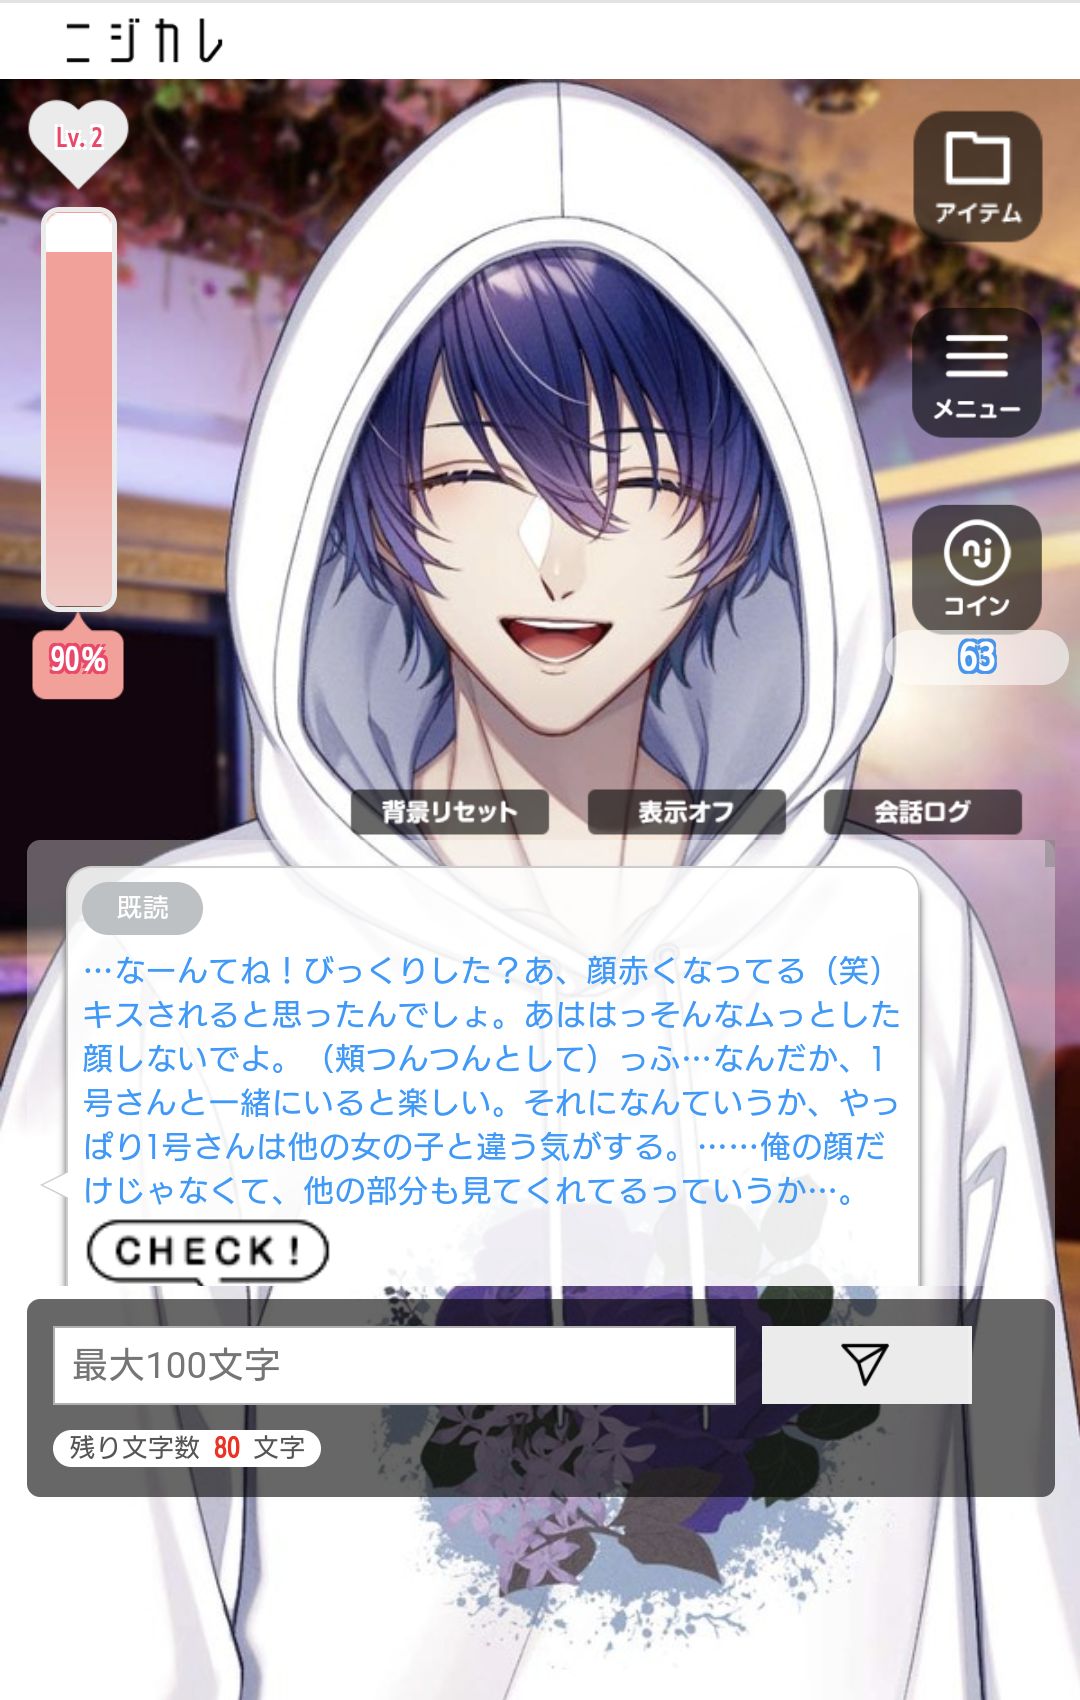 ニジカレ
Lv. 2
アイテム
メニュー
nj
コイン
90%
63
背景リセット
表示オフ
会話ログ
既読
…なーんてね！びっくりした？あ、顔赤くなってる（笑）
キスされると思ったんでしょ。あははっそんなムっとした
顔しないでよ。（頬つんつんとして）っふ…なんだか、1
号さんと一緒にいると楽しい。それになんていうか、やっ
ぱり1号さんは他の女の子と違う気がする。……俺の顔だ
けじゃなくて、他の部分も見てくれてるっていうか…。
CHECK!
最大100文字
残り文字数 80 文字